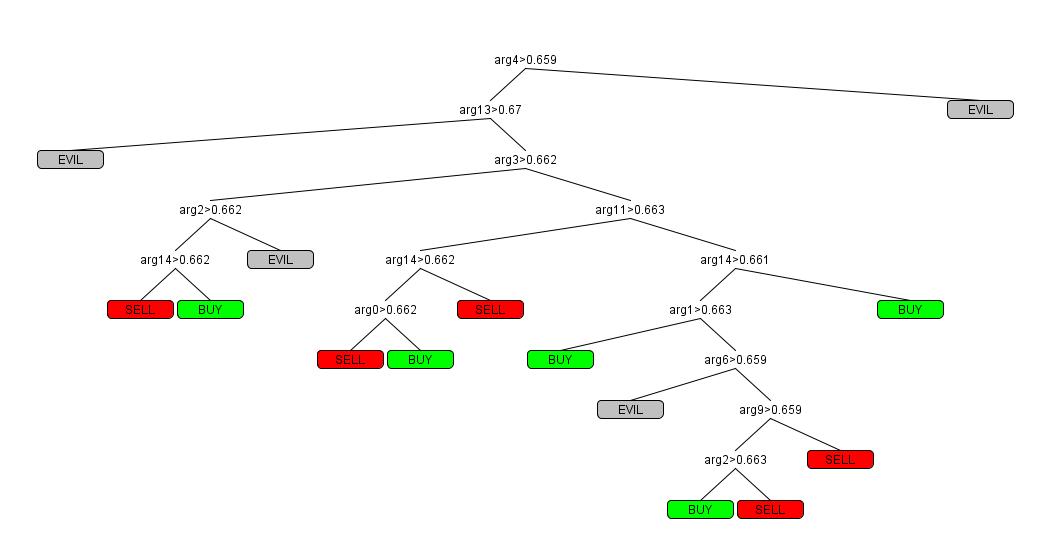 arg4>0.659
EVIL
arg13>0.67
EVIL
arg3>0.662
arg2>0.662
arg11>0.663
arg14>0.662
EVIL
arg14>0.662
arg14>0.661
SELL
BUY
arg0>0.662
SELL
arg1>0.663
BUY
SELL
BUY
BUY
arg6>0.659
EVIL
arg9>0.659
arg2>0.663
SELL
BUY
SELL